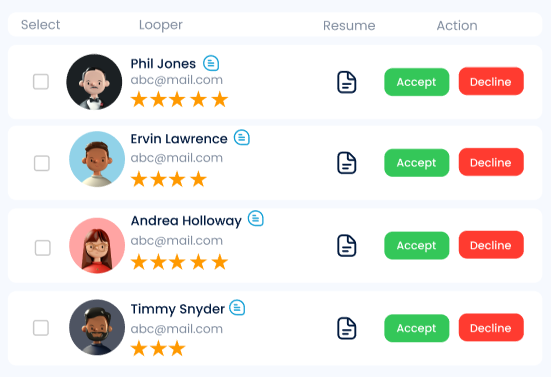 Select Looper Resume Action
Phil Jones
abc@mail.com
Accept Decline
Ervin Lawrence
abc@mail.com
Accept Decline
Andrea Holloway
abc@mail.com
Accept Decline
Timmy Snyder
abc@mail.com
Accept Decline